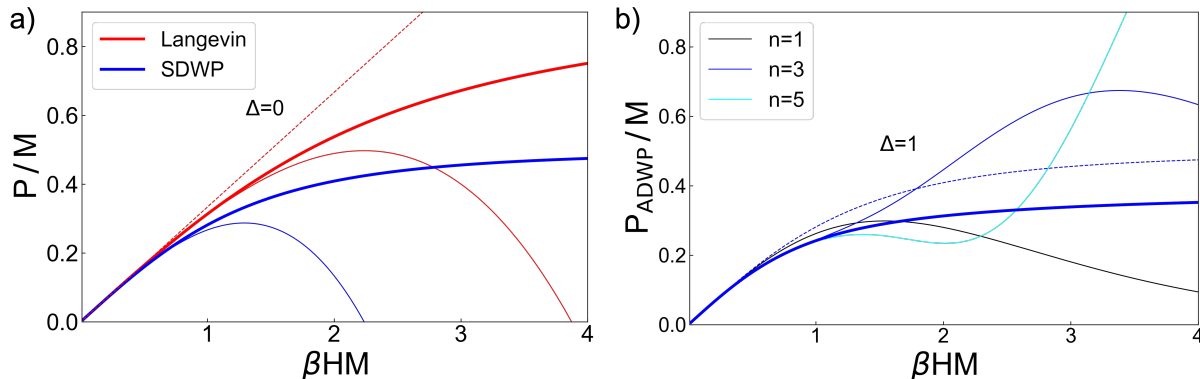 a)
P / M
0.8
0.6
0.4
0.2
0.0
Langevin
SDWP
Δ=0
1
2
3
4
βHM
b)
P_ADWP / M
0.8
0.6
0.4
0.2
0.0
n=1
n=3
n=5
Δ=1
1
2
3
4
βHM